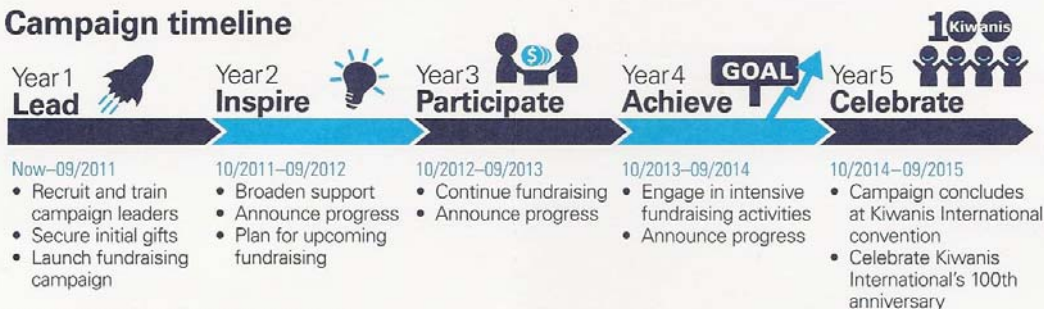 Campaign timeline
Year 1
Lead
Now–09/2011
• Recruit and train
campaign leaders
• Secure initial gifts
• Launch fundraising
campaign
Year 2
Inspire
10/2011–09/2012
• Broaden support
• Announce progress
• Plan for upcoming
fundraising
Year 3
$
Participate
10/2012–09/2013
• Continue fundraising
• Announce progress
Year 4
GOAL
Achieve
10/2013–09/2014
• Engage in intensive
fundraising activities
• Announce progress
100
Kiwanis
Year 5
Celebrate
10/2014–09/2015
• Campaign concludes
at Kiwanis International
convention
• Celebrate Kiwanis
International's 100th
anniversary